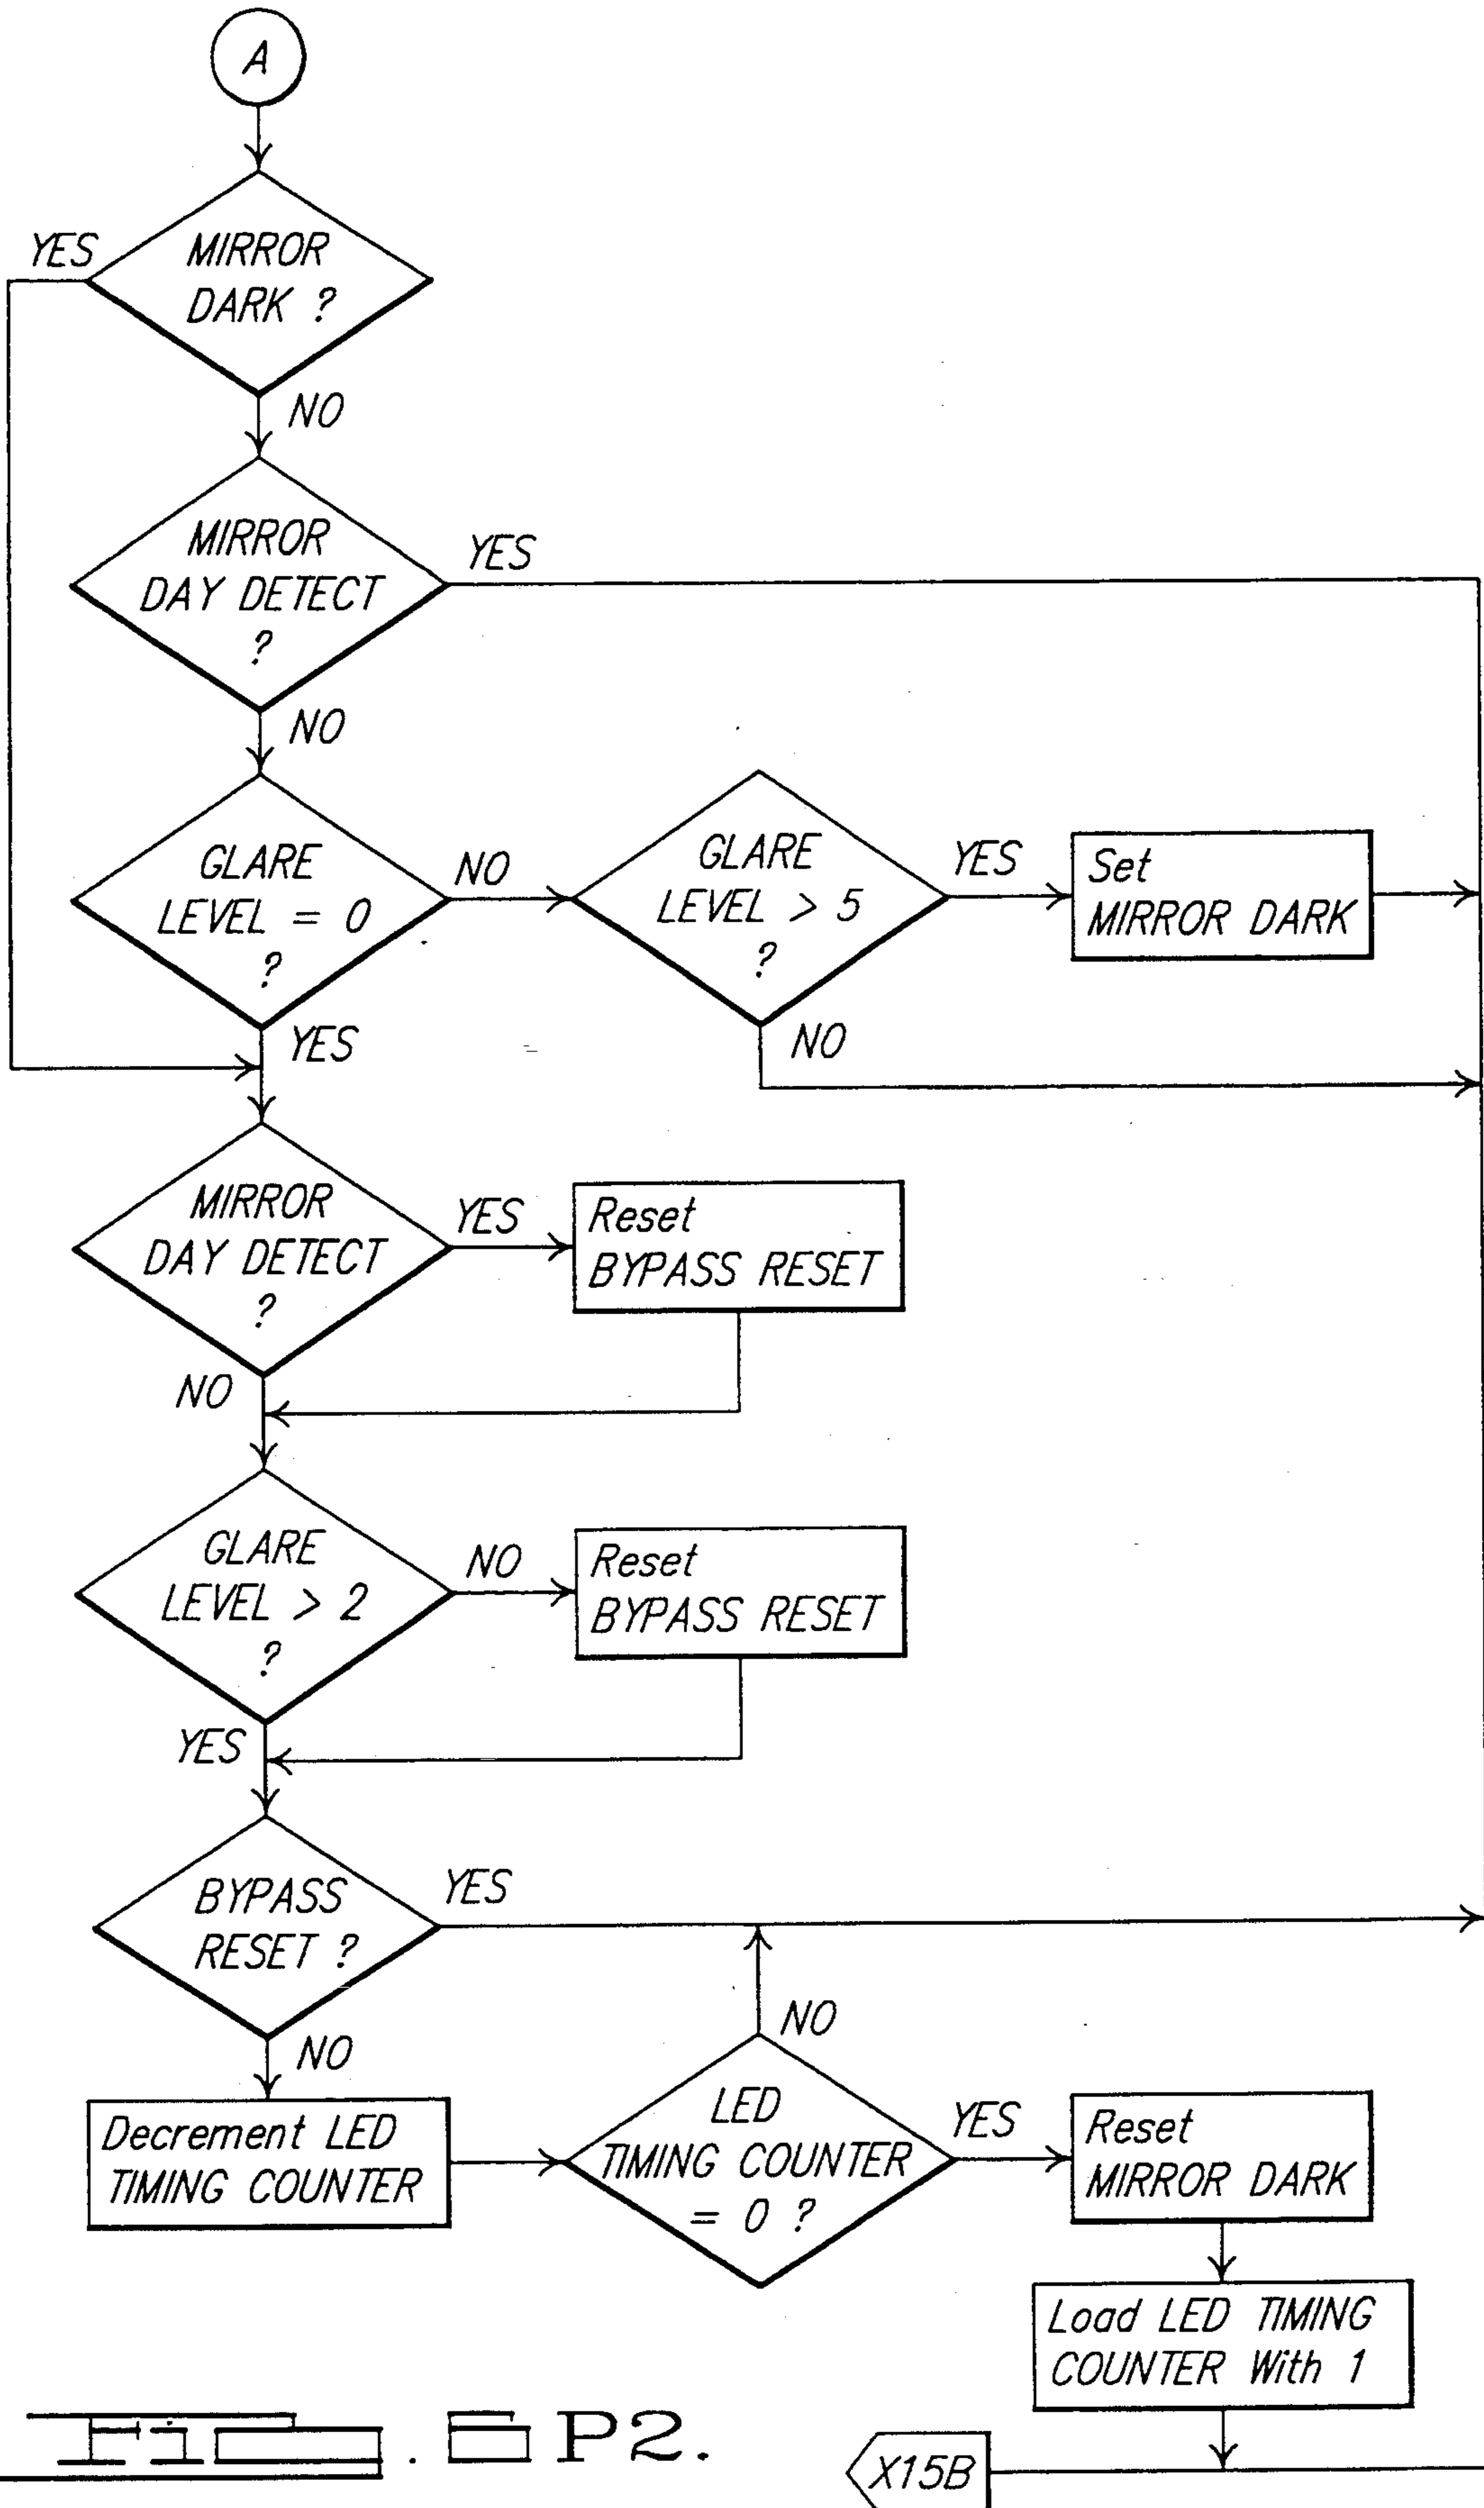 A
YES
MIRROR
DARK ?
NO
MIRROR
DAY DETECT
?
YES
NO
GLARE
LEVEL = 0
?
NO
GLARE
LEVEL > 5
?
YES
Set
MIRROR DARK
YES
NO
MIRROR
DAY DETECT
?
YES
Reset
BYPASS RESET
NO
GLARE
LEVEL > 2
?
NO
Reset
BYPASS RESET
YES
BYPASS
RESET ?
YES
NO
NO
Decrement LED
TIMING COUNTER
LED
TIMING COUNTER
= 0 ?
YES
Reset
MIRROR DARK
Load LED TIMING
COUNTER With 1
P2.
X15B